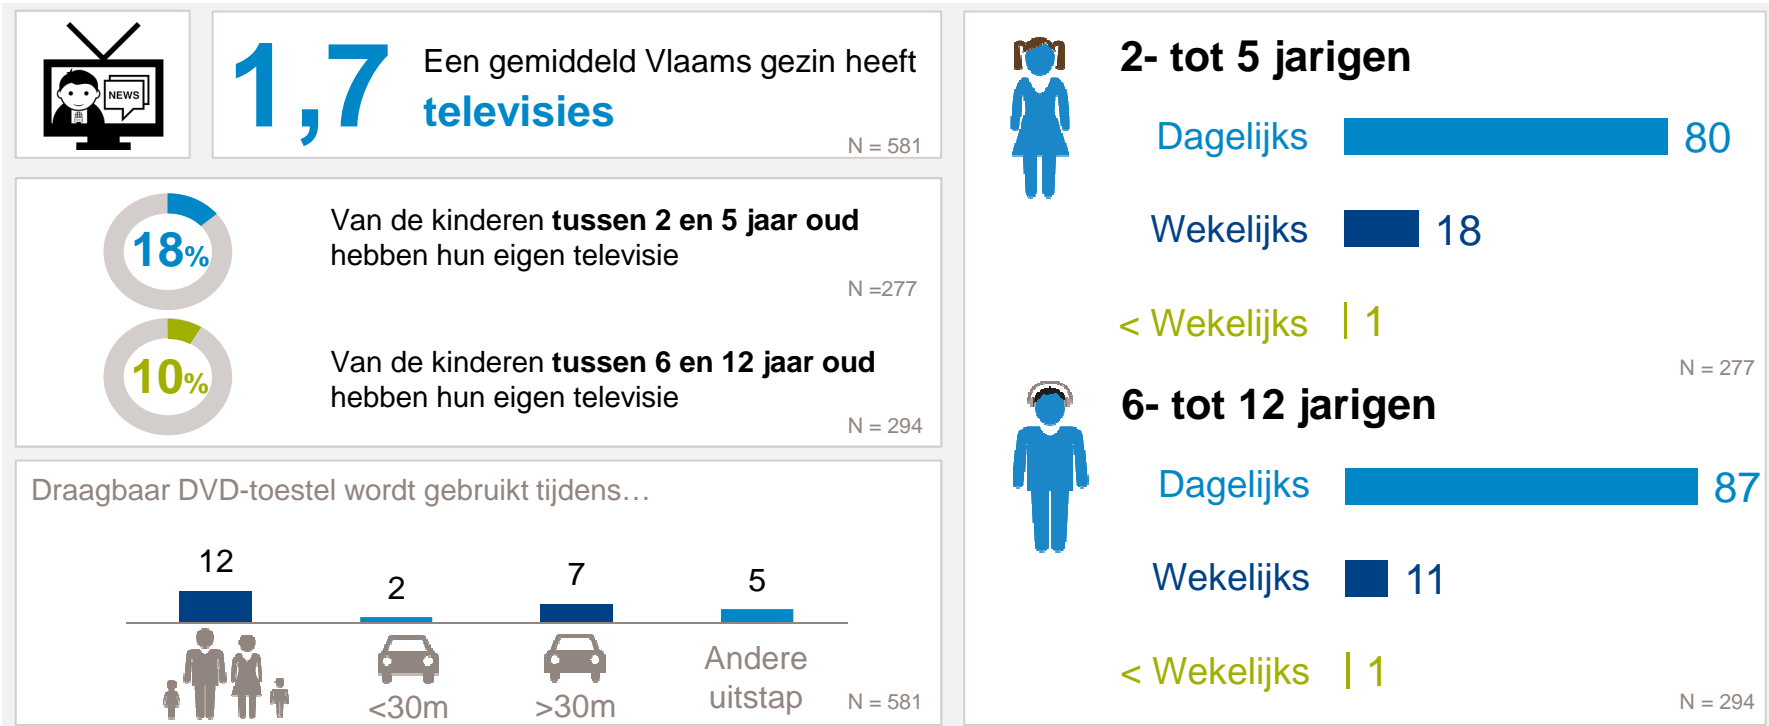 NEWS
1,7
Een gemiddeld Vlaams gezin heeft
televisies
N = 581
18%
Van de kinderen tussen 2 en 5 jaar oud
hebben hun eigen televisie
N =277
10%
Van de kinderen tussen 6 en 12 jaar oud
hebben hun eigen televisie
N = 294
Draagbaar DVD-toestel wordt gebruikt tijdens…
12
2
7
5
<30m
>30m
Andere
uitstap
N = 581
2- tot 5 jarigen
Dagelijks 80
Wekelijks 18
< Wekelijks 1
N = 277
6- tot 12 jarigen
Dagelijks 87
Wekelijks 11
< Wekelijks 1
N = 294